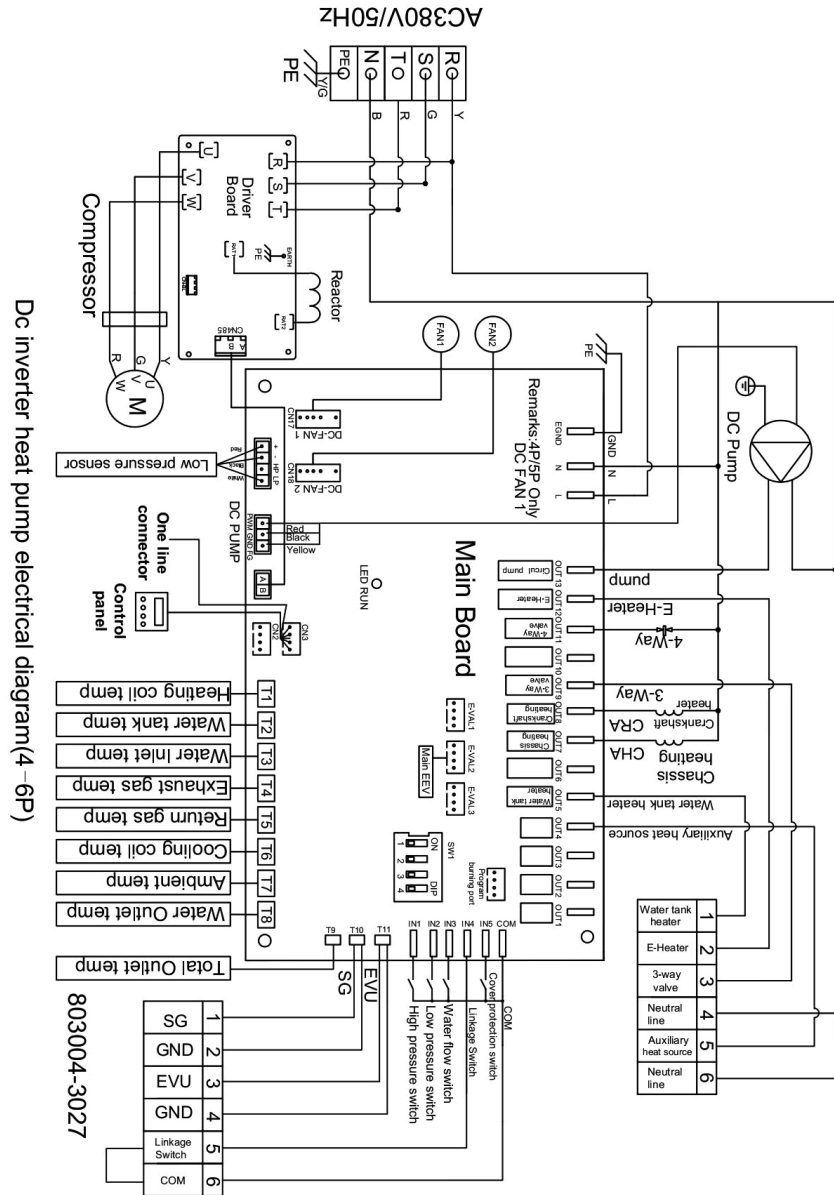 AC380V/50Hz
PE
N
T
S
R
PE
Y/G
B
R
G
Y
U
V
W
R
S
T
Driver
Board
RAT1
PE
EARTH
RAT2
Reactor
CN485
B A
Compressor
R G Y
W V U
M
FAN1
FAN2
PE
DC Pump
EGND
GND
N
N
L
L
Remarks:4P/5P Only
DC FAN 1
CN17
DC-FAN 1
CN18
DC-FAN 2
+ - HP LP
Red
Black
White
Low pressure sensor
DC PUMP
PWM GND FG
Red
Black
Yellow
A B
LED RUN
One line
connector
Control
panel
CN2
CN3
Main Board
OUT13
Circul pump
pump
OUT12
E-Heater
E-Heater
OUT11
4-Way
valve
4-Way
OUT10
OUT9
3-Way
valve
3-Way
OUT8
Crankshaft
heating
CRA
Crankshaft
heater
OUT7
Chassis
heating
CHA
Chassis
heating
OUT6
OUT5
Water tank
heater
Water tank heater
OUT4
Auxiliary heat source
OUT3
OUT2
OUT1
E-VAL1
E-VAL2
E-VAL3
Main EEV
SW1
ON
DIP
1
2
3
4
Program
burning port
T1
Heating coil temp
T2
Water tank temp
T3
Water Inlet temp
T4
Exhaust gas temp
T5
Return gas temp
T6
Cooling coil temp
T7
Ambient temp
T8
Water Outlet temp
T9
T10
T11
Total Outlet temp
SG
EVU
IN1
IN2
IN3
IN4
IN5
COM
High pressure switch
Low pressure switch
Water flow switch
Linkage Switch
Cover protection switch
COM
SG 1
GND 2
EVU 3
GND 4
Linkage
Switch 5
COM 6
Water tank
heater 1
E-Heater 2
3-way
valve 3
Neutral
line 4
Auxiliary
heat source 5
Neutral
line 6
Dc inverter heat pump electrical diagram(4-6P)
803004-3027